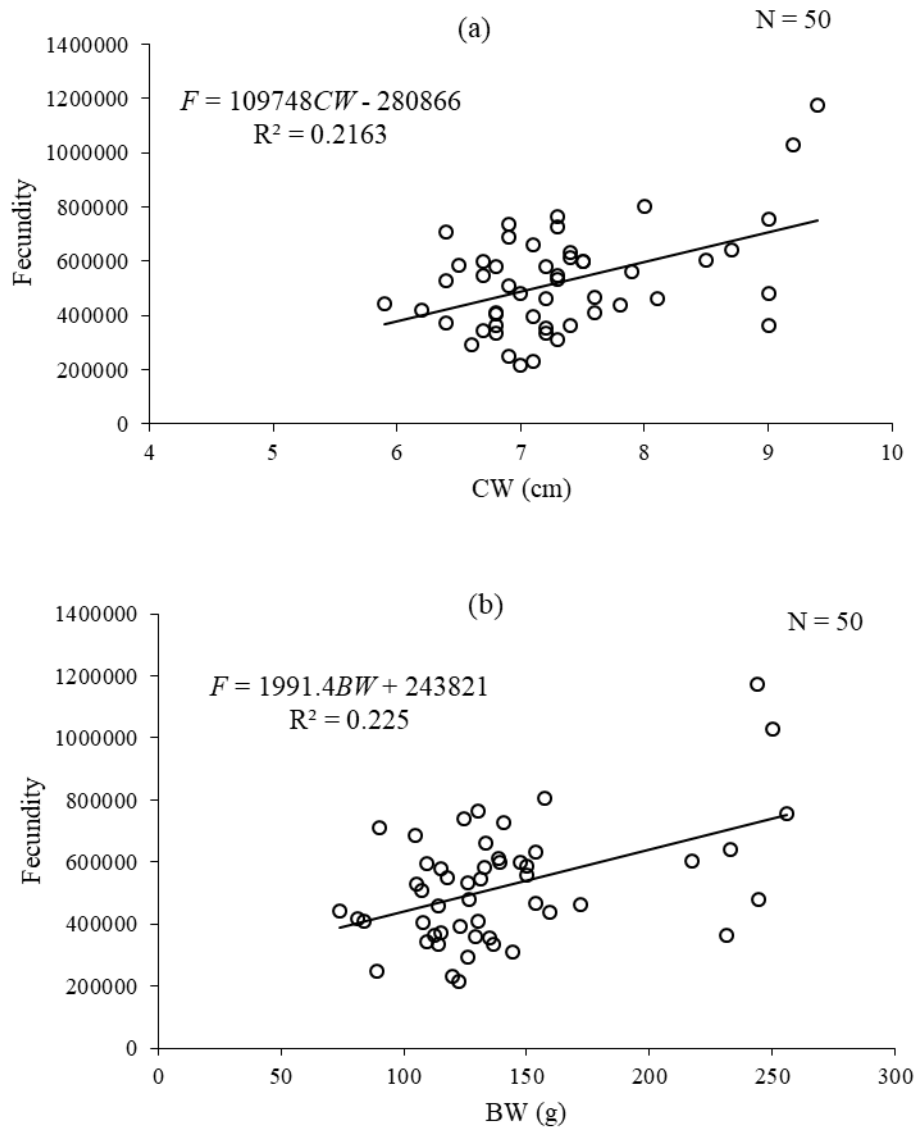 (a)
N = 50
1400000
1200000
1000000
800000
600000
400000
200000
0
F = 109748CW - 280866
R² = 0.2163
Fecundity
4 5 6 7 8 9 10
CW (cm)
(b)
N = 50
1400000
1200000
1000000
800000
600000
400000
200000
0
F = 1991.4BW + 243821
R² = 0.225
Fecundity
0 50 100 150 200 250 300
BW (g)